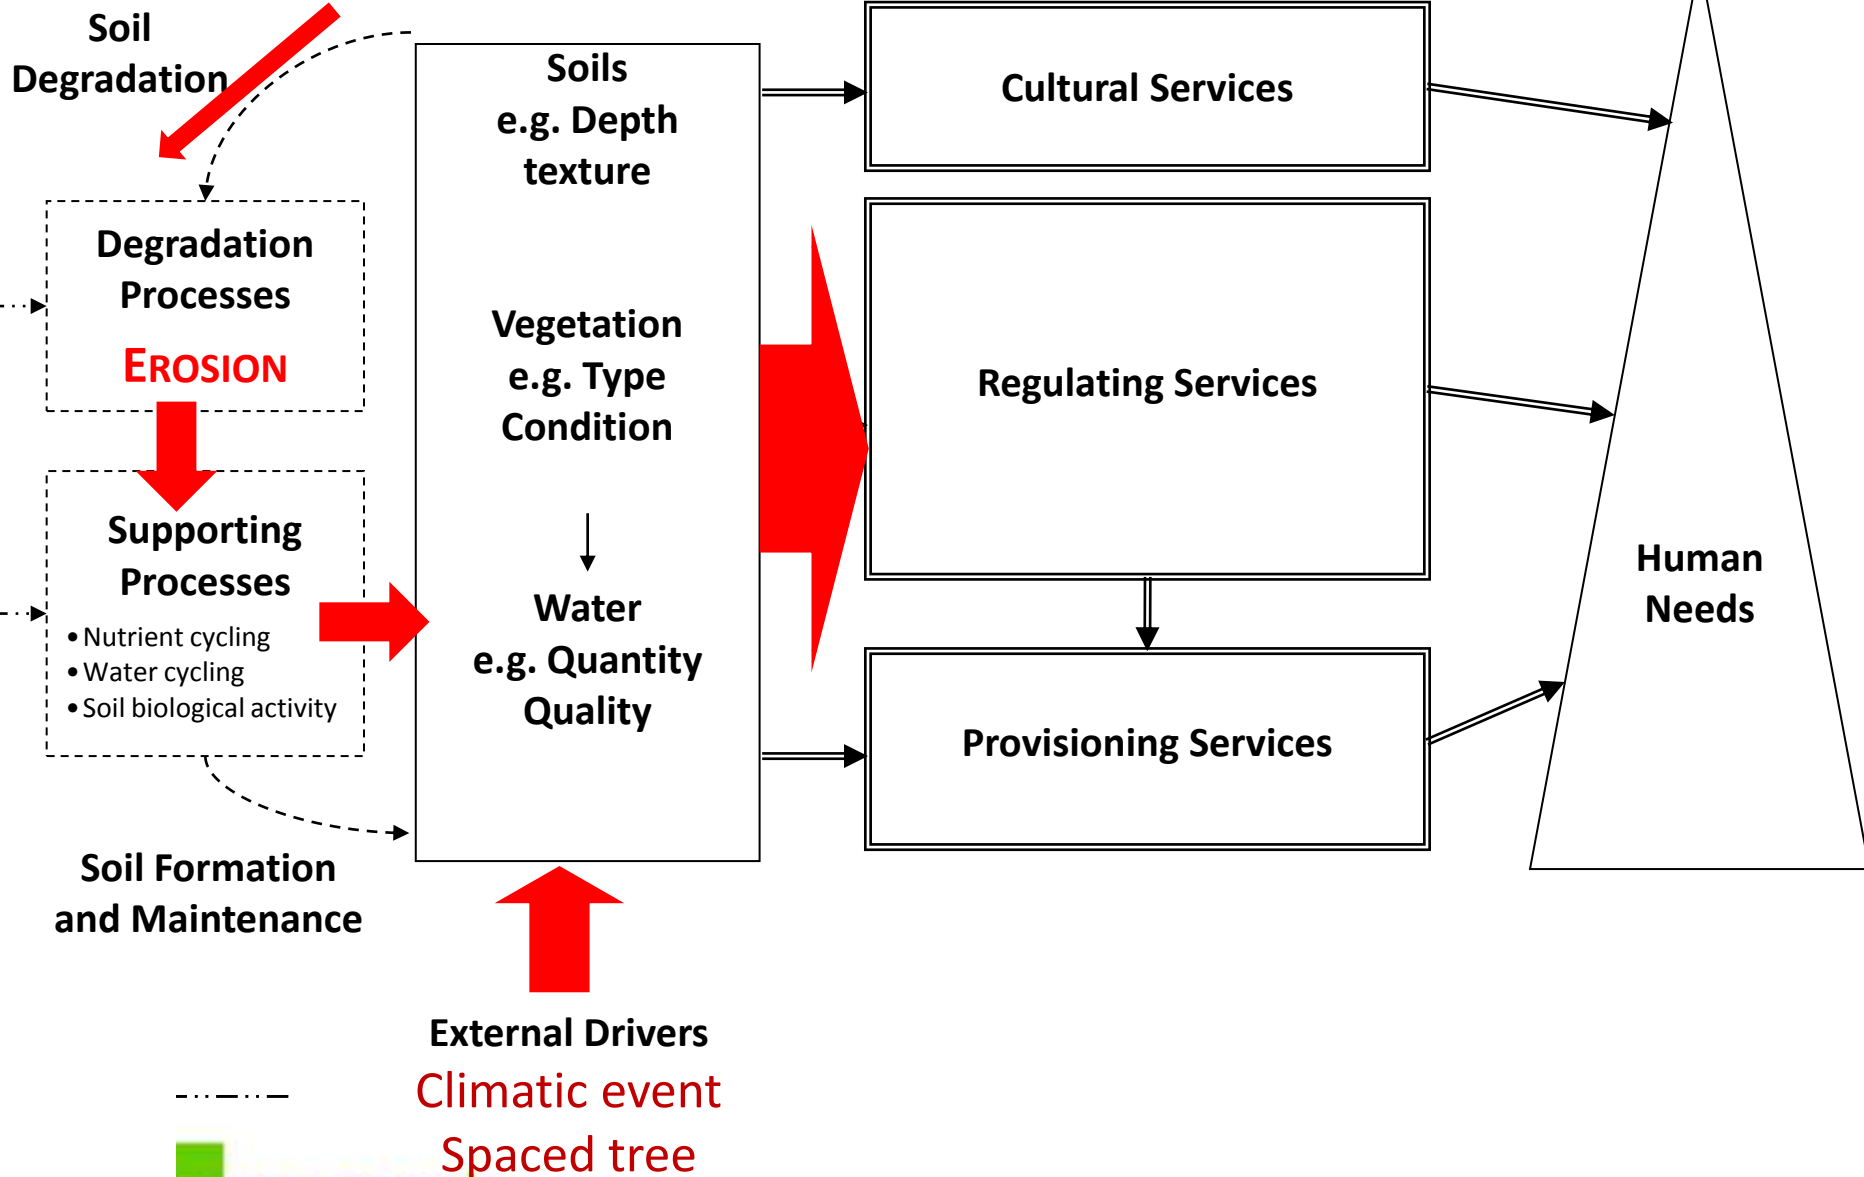 Soil
Degradation
Degradation
Processes
EROSION
Supporting
Processes
• Nutrient cycling
• Water cycling
• Soil biological activity
Soil Formation
and Maintenance
Soils
e.g. Depth
texture
Vegetation
e.g. Type
Condition
Water
e.g. Quantity
Quality
External Drivers
Climatic event
Spaced tree
Cultural Services
Regulating Services
Provisioning Services
Human
Needs